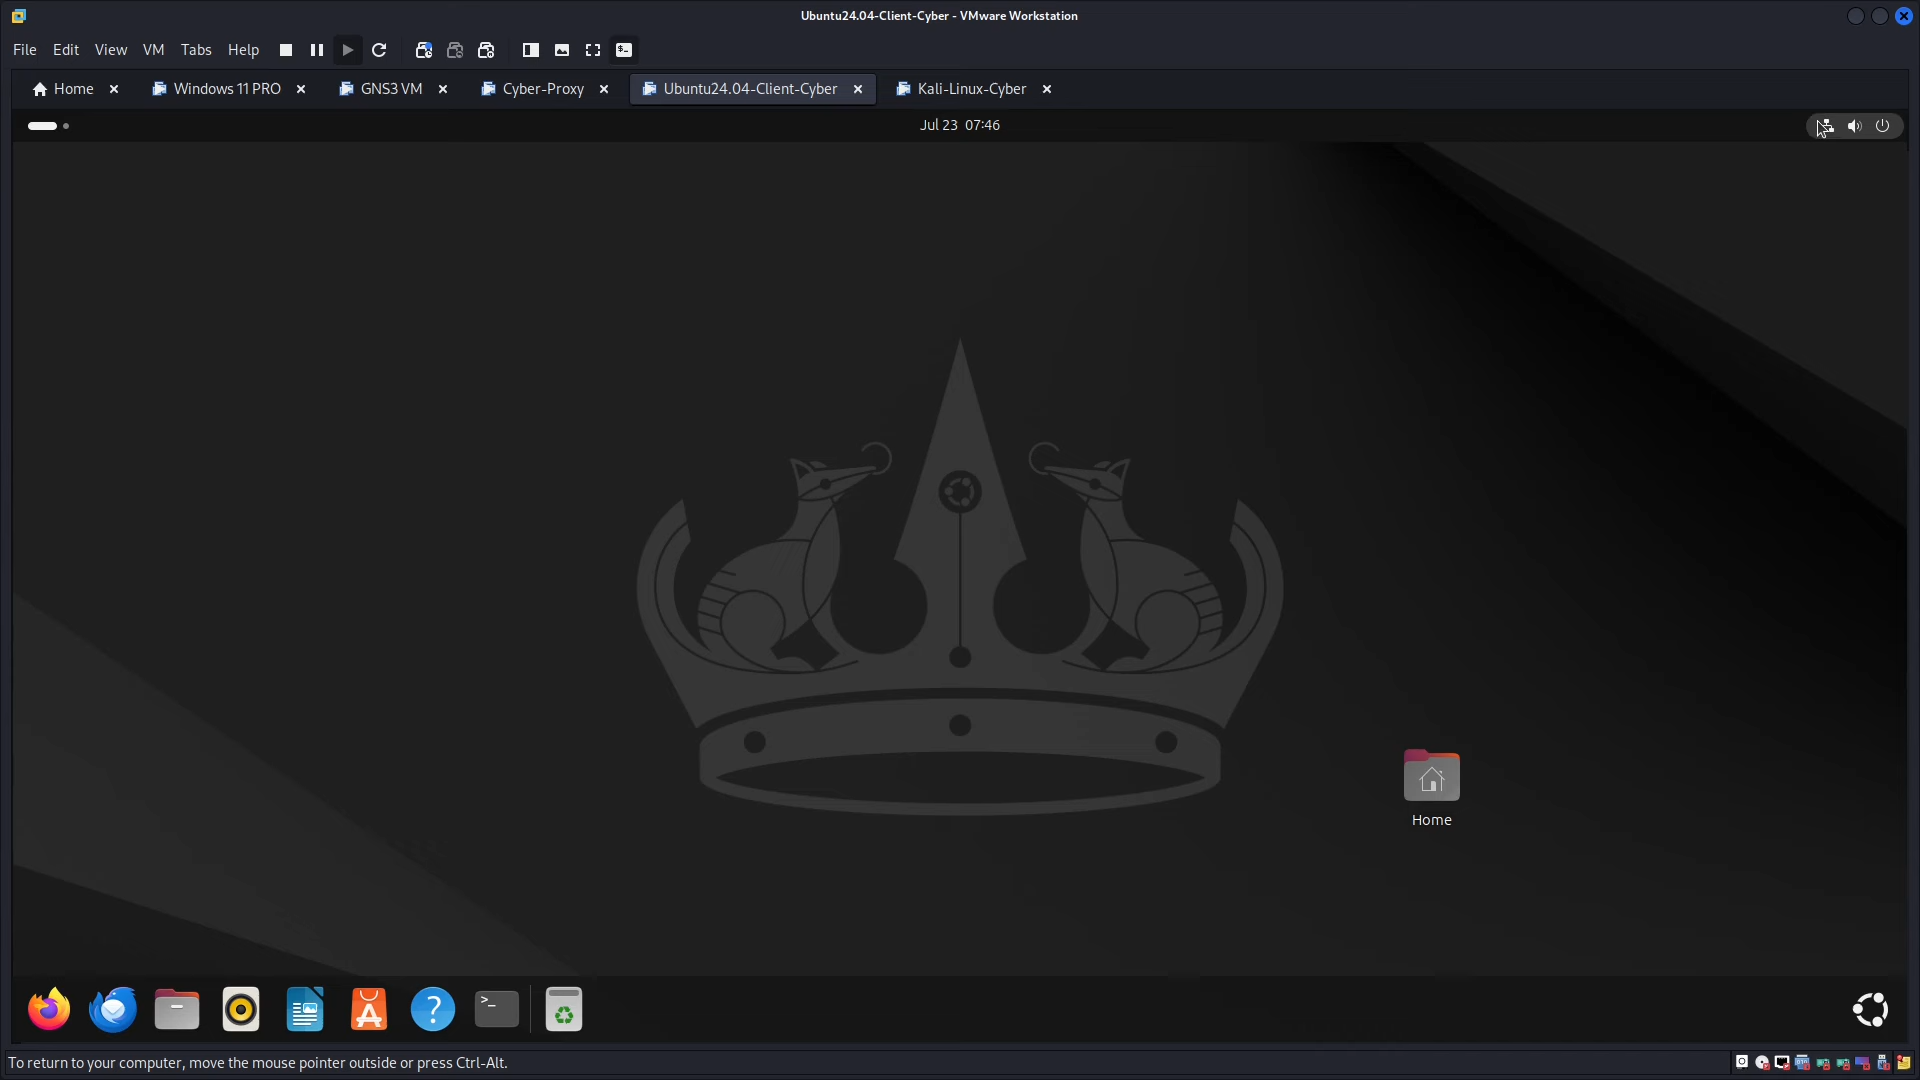 Ubuntu24.04-Client-Cyber - VMware Workstation
File Edit View VM Tabs Help
Home Windows 11 PRO GNS3 VM Cyber-Proxy Ubuntu24.04-Client-Cyber Kali-Linux-Cyber
Jul 23 07:46
Home
To return to your computer, move the mouse pointer outside or press Ctrl-Alt.